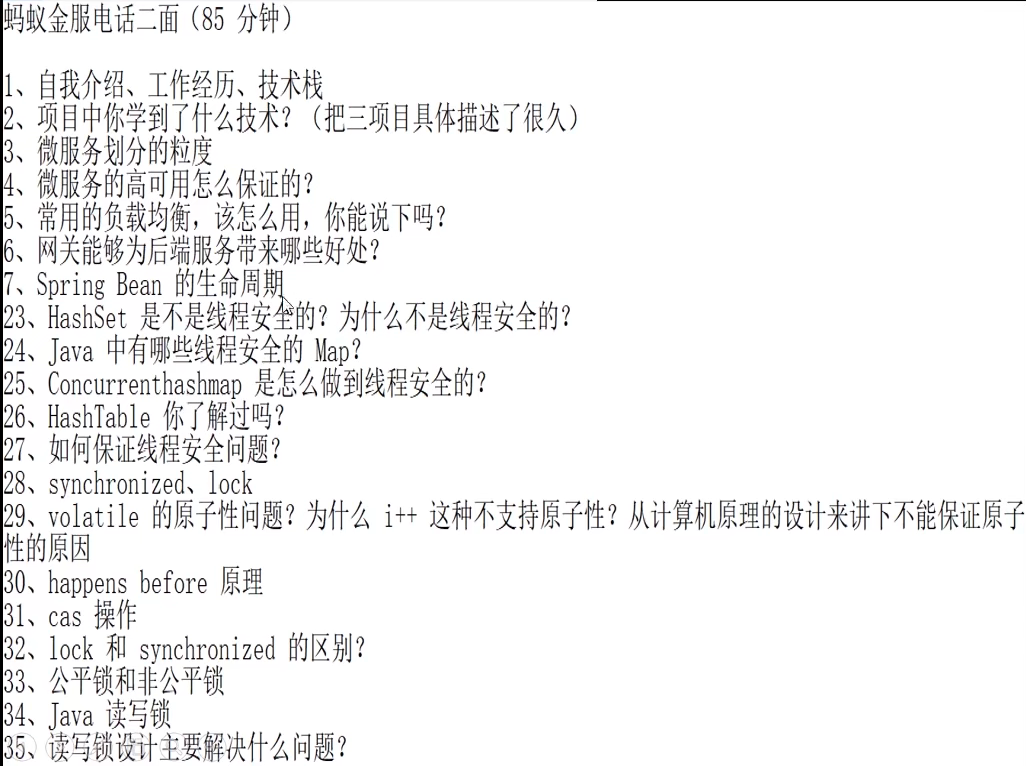 蚂蚁金服电话二面（85 分钟）
1、自我介绍、工作经历、技术栈
2、项目中你学到了什么技术？（把三项目具体描述了很久）
3、微服务划分的粒度
4、微服务的高可用怎么保证的？
5、常用的负载均衡，该怎么用，你能说下吗？
6、网关能够为后端服务带来哪些好处？
7、Spring Bean 的生命周期
23、HashSet 是不是线程安全的？为什么不是线程安全的？
24、Java 中有哪些线程安全的 Map？
25、Concurrenthashmap 是怎么做到线程安全的？
26、HashTable 你了解过吗？
27、如何保证线程安全问题？
28、synchronized、lock
29、volatile 的原子性问题？为什么 i++ 这种不支持原子性？从计算机原理的设计来讲下不能保证原子
性的原因
30、happens before 原理
31、cas 操作
32、lock 和 synchronized 的区别？
33、公平锁和非公平锁
34、Java 读写锁
35、读写锁设计主要解决什么问题？